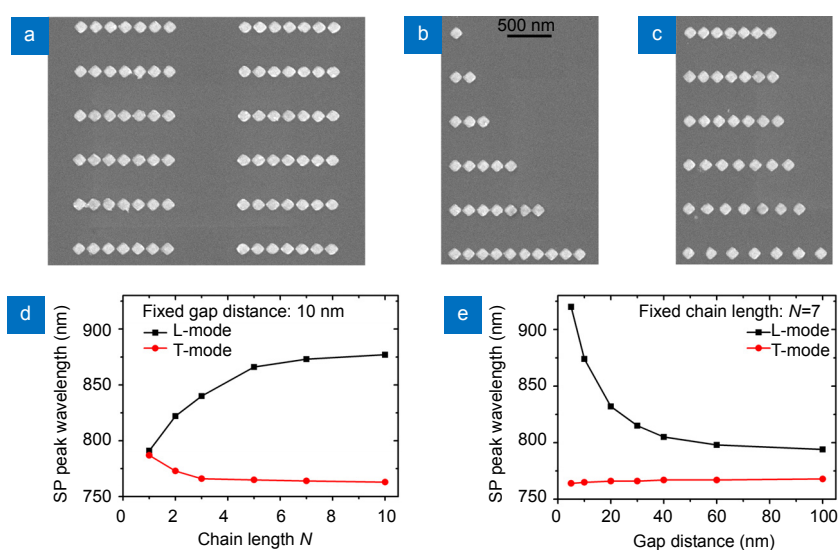 a
b
500 nm
c
d
SP peak wavelength (nm)
900
850
800
750
Fixed gap distance: 10 nm
L-mode
T-mode
0 2 4 6 8 10
Chain length N
e
SP peak wavelength (nm)
900
850
800
750
Fixed chain length: N=7
L-mode
T-mode
0 20 40 60 80 100
Gap distance (nm)